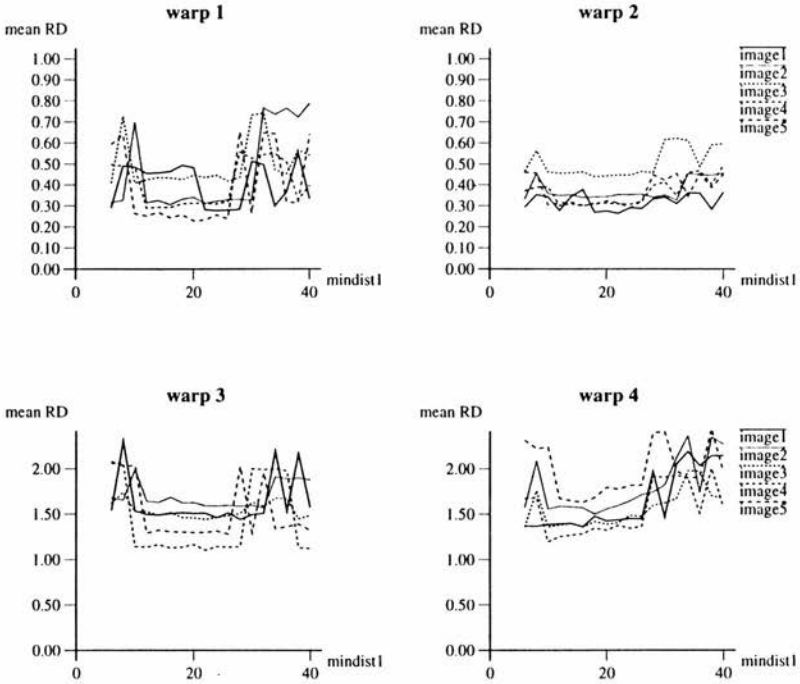 warp 1
mean RD
1.00
0.90
0.80
0.70
0.60
0.50
0.40
0.30
0.20
0.10
0.00
0
20
40
mindist1
warp 2
mean RD
1.00
0.90
0.80
0.70
0.60
0.50
0.40
0.30
0.20
0.10
0.00
0
20
40
mindist1
image1
image2
image3
image4
image5
warp 3
mean RD
2.00
1.50
1.00
0.50
0.00
0
20
40
mindist1
warp 4
mean RD
2.00
1.50
1.00
0.50
0.00
0
20
40
mindist1
image1
image2
image3
image4
image5